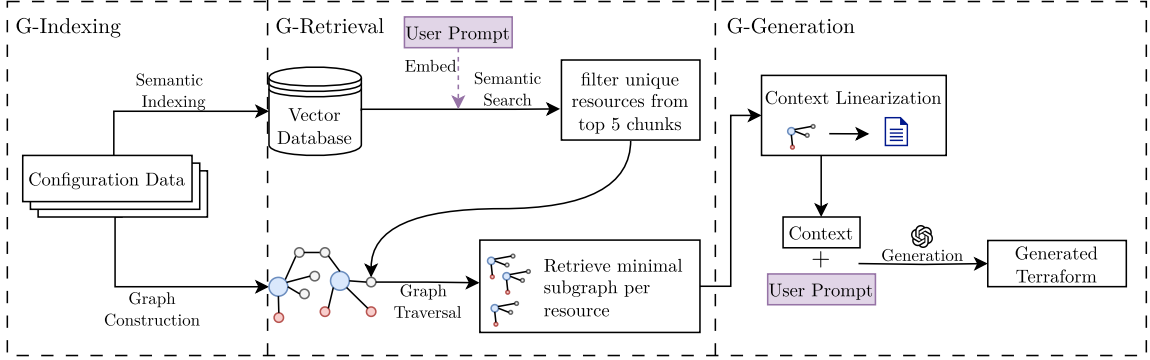 G-Indexing
Semantic
Indexing
Configuration Data
Graph
Construction
G-Retrieval
User Prompt
Embed
Semantic
Search
Vector
Database
filter unique
resources from
top 5 chunks
Graph
Traversal
Retrieve minimal
subgraph per
resource
G-Generation
Context Linearization
Context
+
User Prompt
Generation
Generated
Terraform